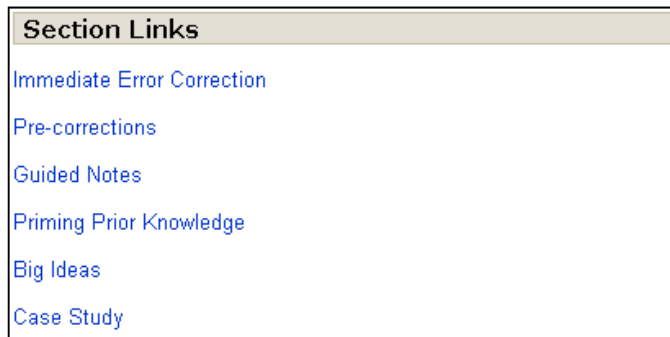 Section Links
Immediate Error Correction
Pre-corrections
Guided Notes
Priming Prior Knowledge
Big Ideas
Case Study